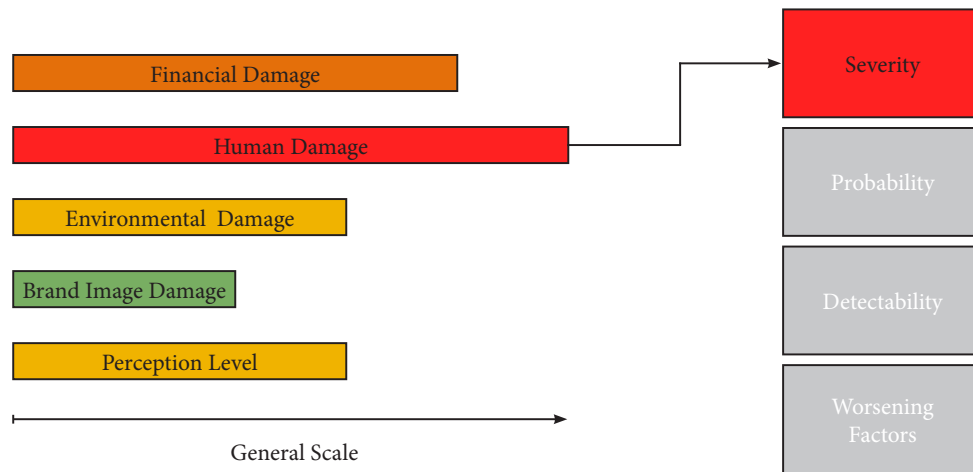 Financial Damage
Human Damage
Environmental Damage
Brand Image Damage
Perception Level
General Scale
Severity
Probability
Detectability
Worsening
Factors